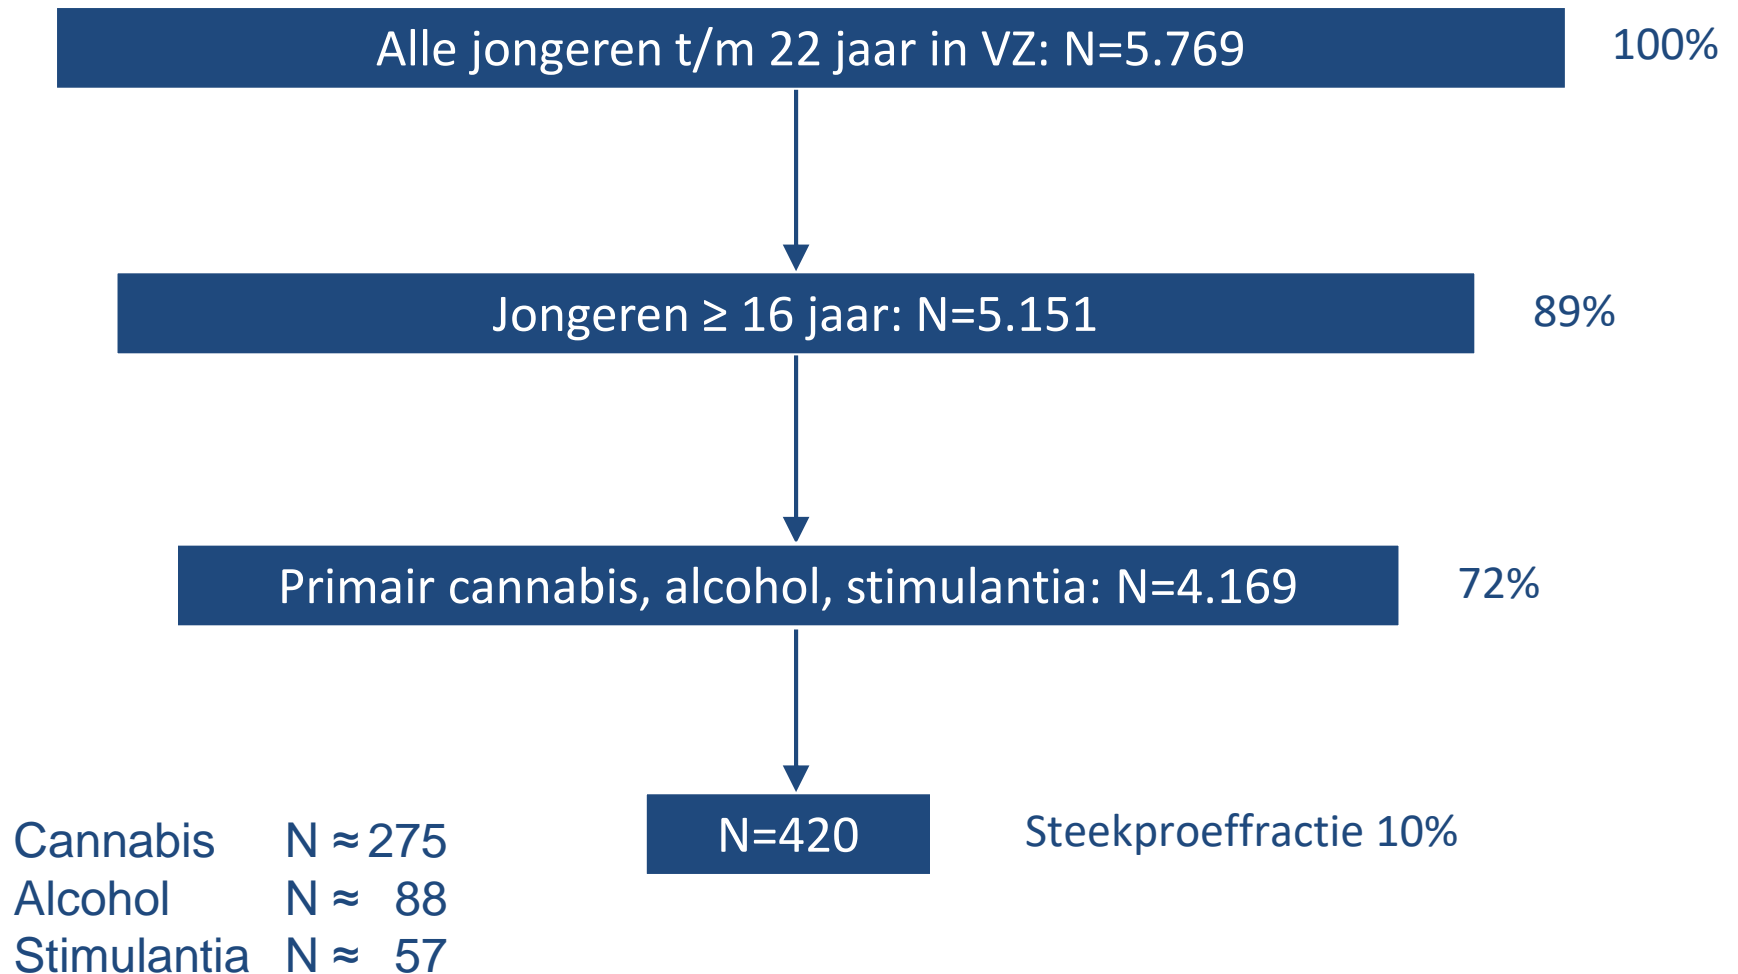 Alle jongeren t/m 22 jaar in VZ: N=5.769
100%
Jongeren ≥ 16 jaar: N=5.151
89%
Primair cannabis, alcohol, stimulantia: N=4.169
72%
N=420
Steekproeffractie 10%
Cannabis N ≈ 275
Alcohol N ≈ 88
Stimulantia N ≈ 57